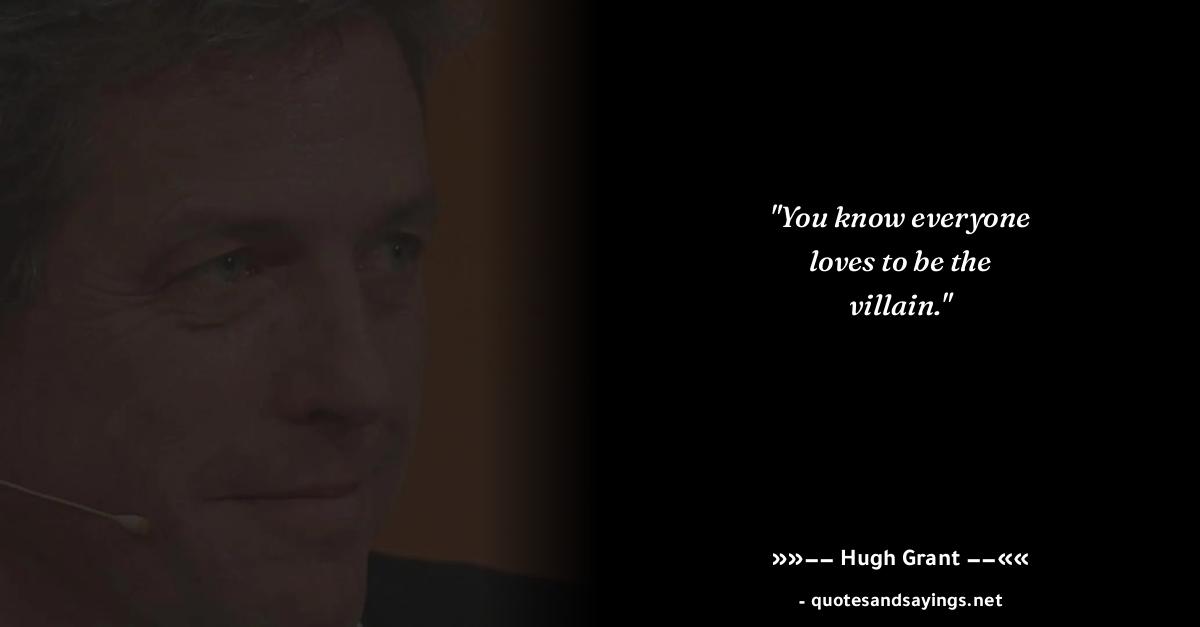 "You know everyone
loves to be the
villain."
»»–– Hugh Grant ––««
- quotesandsayings.net